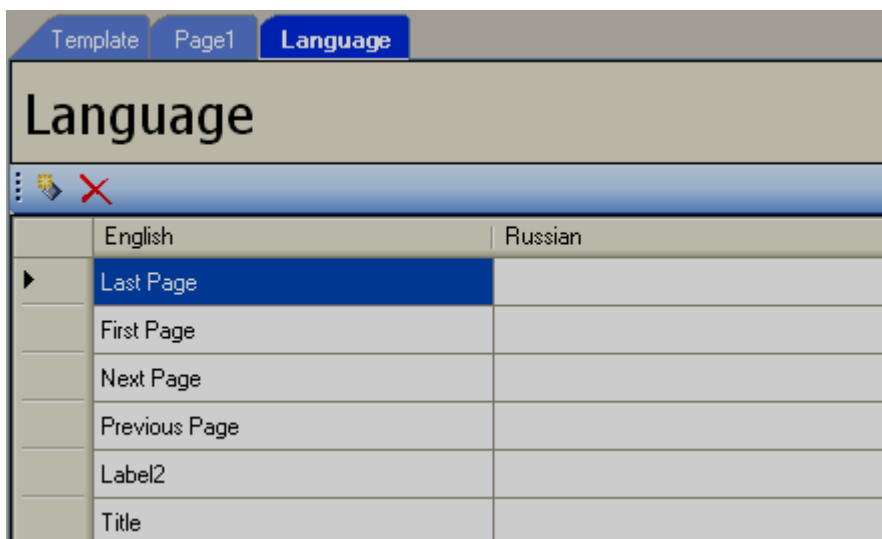 Template Page1 Language
Language
English Russian
Last Page
First Page
Next Page
Previous Page
Label2
Title